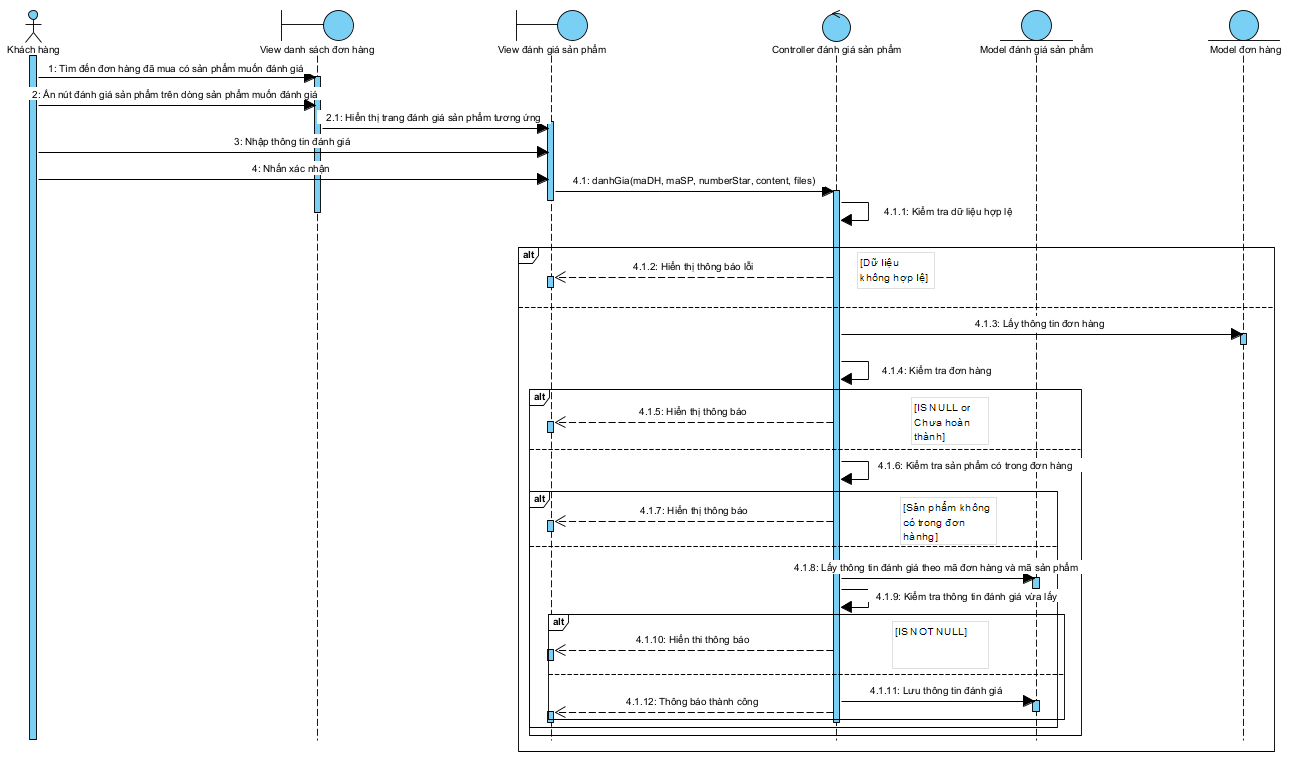 Khách hàng
View danh sách đơn hàng
View đánh giá sản phẩm
Controller đánh giá sản phẩm
Model đánh giá sản phẩm
Model đơn hàng
1: Tìm đến đơn hàng đã mua có sản phẩm muốn đánh giá
2: Ấn nút đánh giá sản phẩm trên dòng sản phẩm muốn đánh giá
2.1: Hiển thị trang đánh giá sản phẩm tương ứng
3: Nhập thông tin đánh giá
4: Nhấn xác nhận
4.1: danhGia(maDH, maSP, numberStar, content, files)
4.1.1: Kiểm tra dữ liệu hợp lệ
alt
[Dữ liệu
không hợp lệ]
4.1.2: Hiển thị thông báo lỗi
4.1.3: Lấy thông tin đơn hàng
4.1.4: Kiểm tra đơn hàng
alt
[IS NULL or
Chưa hoàn
thành]
4.1.5: Hiển thị thông báo
4.1.6: Kiểm tra sản phẩm có trong đơn hàng
alt
[Sản phẩm không
có trong đơn
hànhg]
4.1.7: Hiển thị thông báo
4.1.8: Lấy thông tin đánh giá theo mã đơn hàng và mã sản phẩm
4.1.9: Kiểm tra thông tin đánh giá vừa lấy
alt
[IS NOT NULL]
4.1.10: Hiển thi thông báo
4.1.11: Lưu thông tin đánh giá
4.1.12: Thông báo thành công